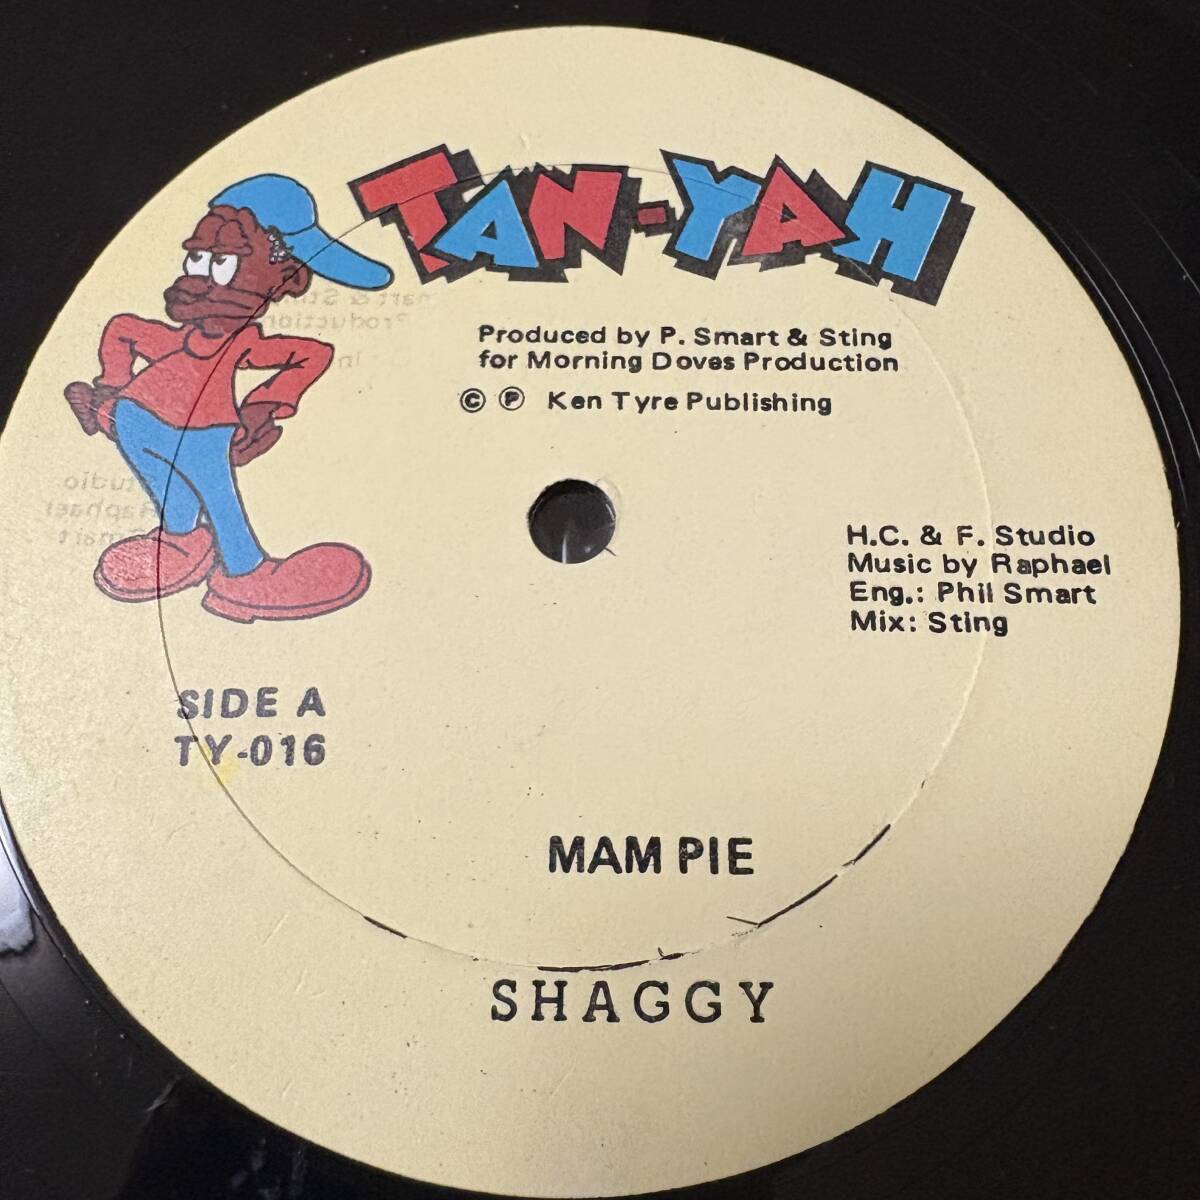 TAN-YAH
Produced by P. Smart & Sting
for Morning Doves Production
© ℗ Ken Tyre Publishing
H.C. & F. Studio
Music by Raphael
Eng.: Phil Smart
Mix: Sting
SIDE A
TY-016
MAM PIE
SHAGGY